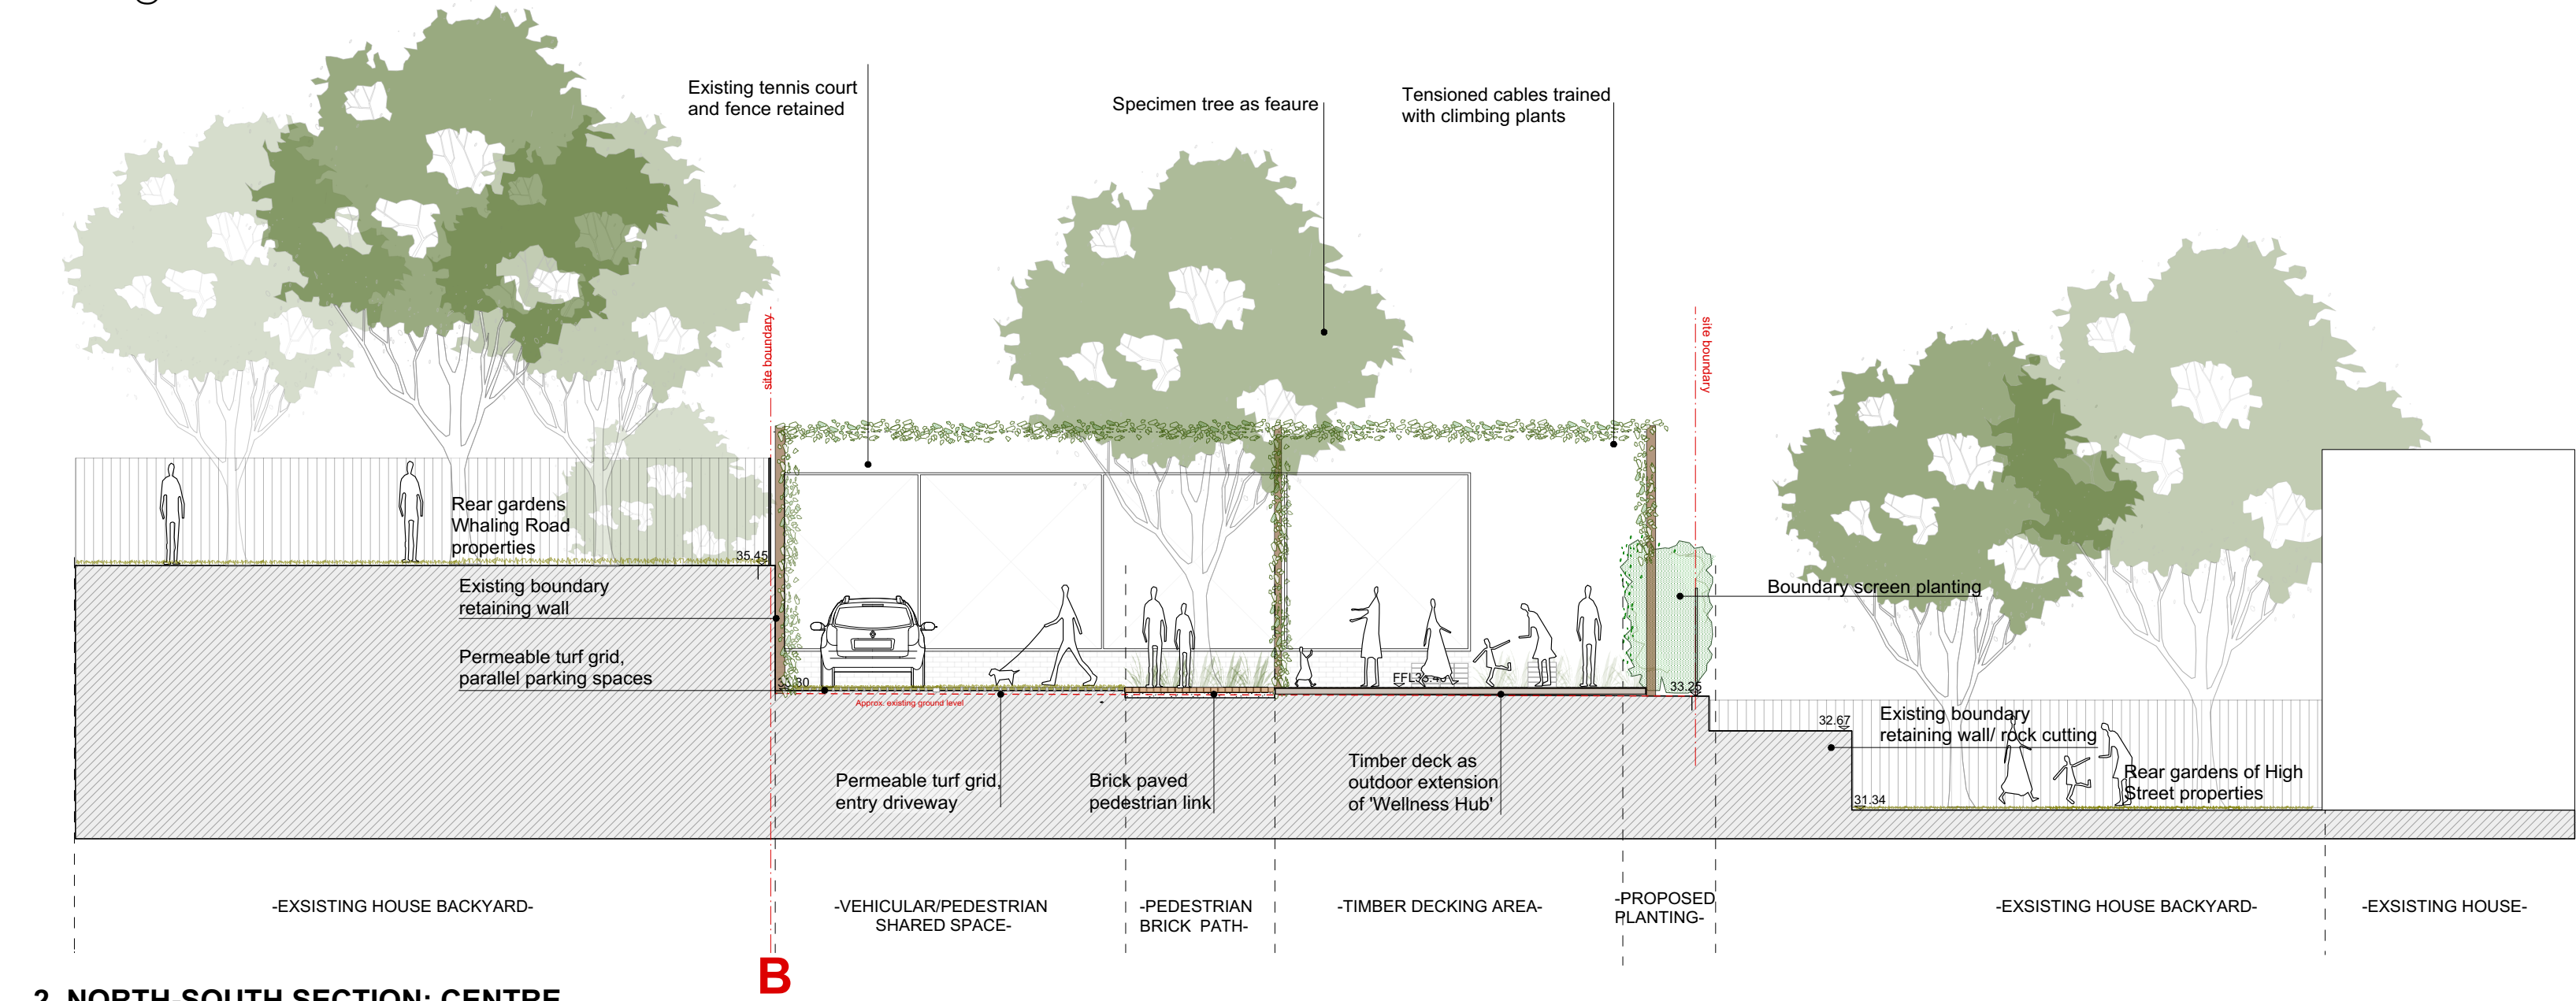 Existing tennis court
and fence retained
Specimen tree as feaure
Tensioned cables trained
with climbing plants
site boundary
site boundary
Rear gardens
Whaling Road
properties
35.45
Existing boundary
retaining wall
Boundary screen planting
Permeable turf grid,
parallel parking spaces
33.25
Approx. existing ground level
32.67
Existing boundary
retaining wall/ rock cutting
Permeable turf grid,
entry driveway
Brick paved
pedestrian link
Timber deck as
outdoor extension
of 'Wellness Hub'
Rear gardens of High
Street properties
31.34
-EXSISTING HOUSE BACKYARD-
-VEHICULAR/PEDESTRIAN
SHARED SPACE-
-PEDESTRIAN
BRICK PATH-
-TIMBER DECKING AREA-
-PROPOSED
PLANTING-
-EXSISTING HOUSE BACKYARD-
-EXSISTING HOUSE-
B
2. NORTH-SOUTH SECTION: CENTRE